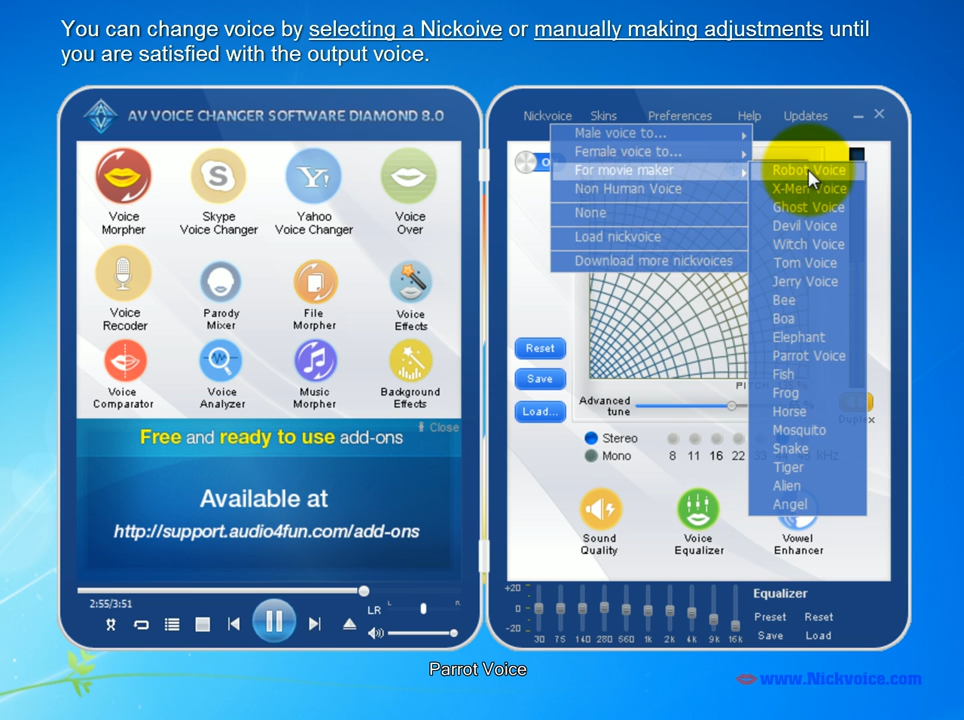 You can change voice by selecting a Nickoive or manually making adjustments until
you are satisfied with the output voice.
AV VOICE CHANGER SOFTWARE DIAMOND 8.0
Voice
Morpher
Skype
Voice Changer
Yahoo
Voice Changer
Voice
Over
Voice
Recoder
Parody
Mixer
File
Morpher
Voice
Effects
Voice
Comparator
Voice
Analyzer
Music
Morpher
Background
Effects
Close
Free and ready to use add-ons
Available at
http://support.audio4fun.com/add-ons
2:55/3:51
LR
L
R
Nickvoice Skins Preferences Help Updates
Male voice to...
Female voice to...
For movie maker
Non Human Voice
None
Load nickvoice
Download more nickvoices
Robot Voice
X-Men Voice
Ghost Voice
Devil Voice
Witch Voice
Tom Voice
Jerry Voice
Bee
Boa
Elephant
Parrot Voice
Fish
Frog
Horse
Mosquito
Snake
Tiger
Alien
Angel
Reset
Save
Load...
Advanced
tune
Duplex
Stereo
Mono
8 11 16 22
Sound
Quality
Voice
Equalizer
Vowel
Enhancer
+20
0
-20
30 75 140 280 560 1k 2k 4k 9k 16k
Equalizer
Preset Reset
Save Load
Parrot Voice
www.Nickvoice.com